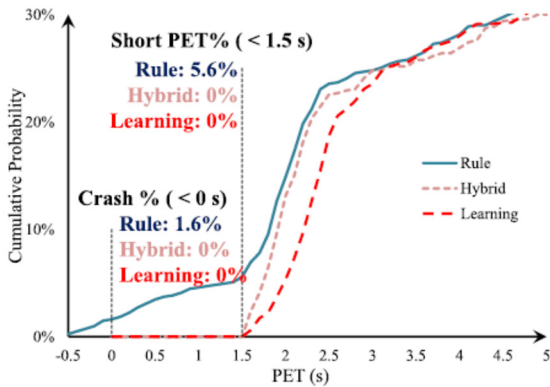 30%
20%
10%
0%
Cumulative Probability
Short PET% ( < 1.5 s)
Rule: 5.6%
Hybrid: 0%
Learning: 0%
Crash % ( < 0 s)
Rule: 1.6%
Hybrid: 0%
Learning: 0%
Rule
Hybrid
Learning
-0.5 0 0.5 1 1.5 2 2.5 3 3.5 4 4.5 5
PET (s)